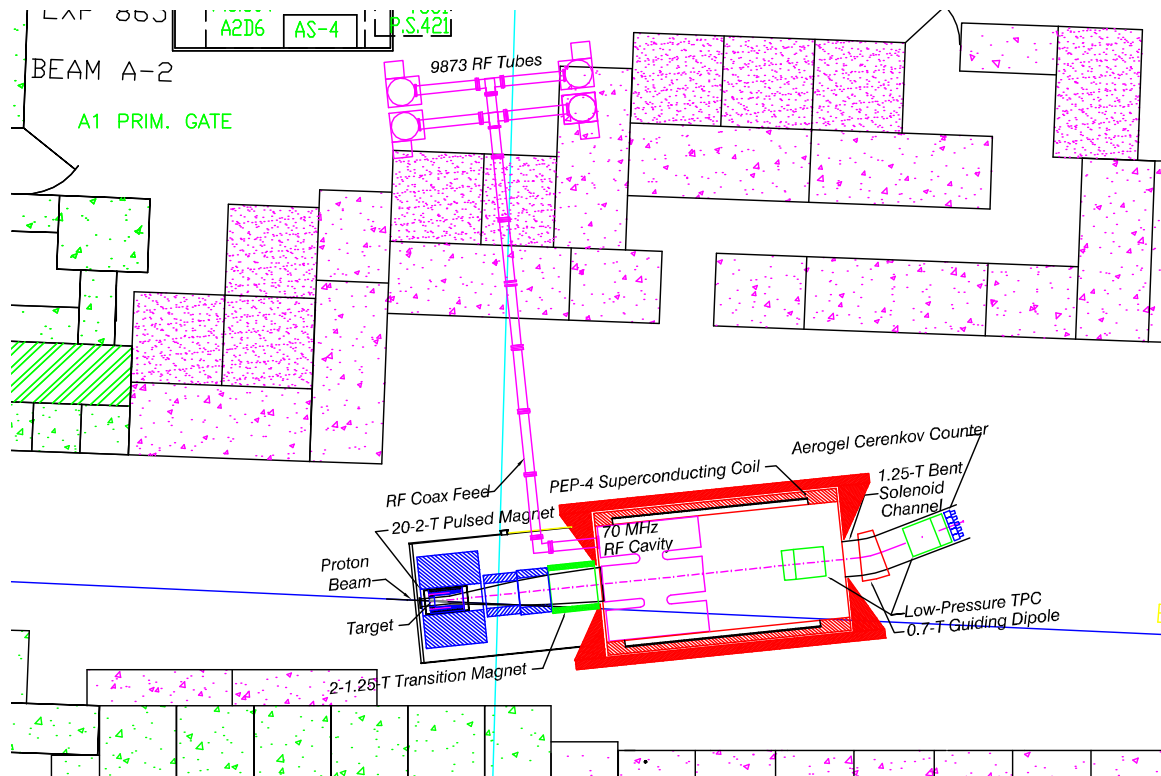 EXP 865
A2D6
AS-4
P.S.421
BEAM A-2
A1 PRIM. GATE
9873 RF Tubes
Aerogel Cerenkov Counter
PEP-4 Superconducting Coil
1.25-T Bent
Solenoid
Channel
RF Coax Feed
20-2-T Pulsed Magnet
70 MHz
RF Cavity
Proton
Beam
Target
Low-Pressure TPC
0.7-T Guiding Dipole
2-1.25-T Transition Magnet